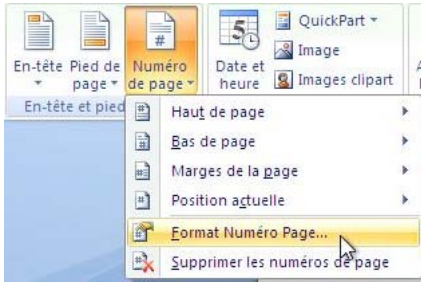 QuickPart
Image
Images clipart
En-tête Pied de page Numéro de page
Date et heure
En-tête et pied
Haut de page
Bas de page
Marges de la page
Position actuelle
Format Numéro Page...
Supprimer les numéros de page